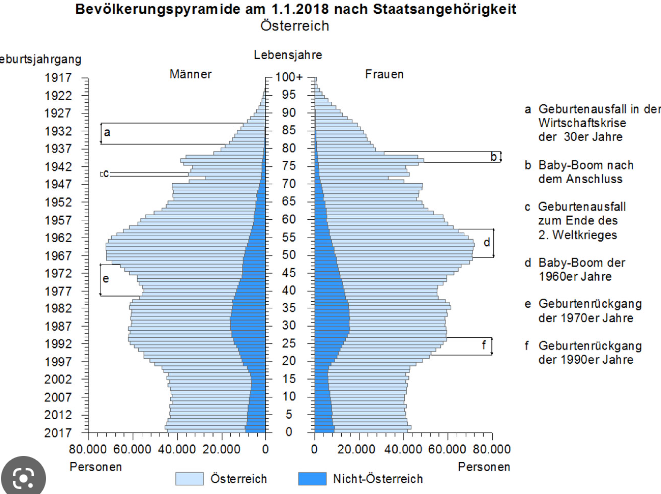 Bevölkerungspyramide am 1.1.2018 nach Staatsangehörigkeit
Österreich
eburtsjahrgang
Lebensjahre
Männer
Frauen
1917
1922
1927
1932
1937
1942
1947
1952
1957
1962
1967
1972
1977
1982
1987
1992
1997
2002
2007
2012
2017
100+
95
90
85
80
75
70
65
60
55
50
45
40
35
30
25
20
15
10
5
0
a
c
e
b
d
f
80.000 60.000 40.000 20.000 0
0 20.000 40.000 60.000 80.000
Personen
Personen
Österreich
Nicht-Österreich
a Geburtenausfall in der
Wirtschaftskrise
der 30er Jahre
b Baby-Boom nach
dem Anschluss
c Geburtenausfall
zum Ende des
2. Weltkrieges
d Baby-Boom der
1960er Jahre
e Geburtenrückgang
der 1970er Jahre
f Geburtenrückgang
der 1990er Jahre